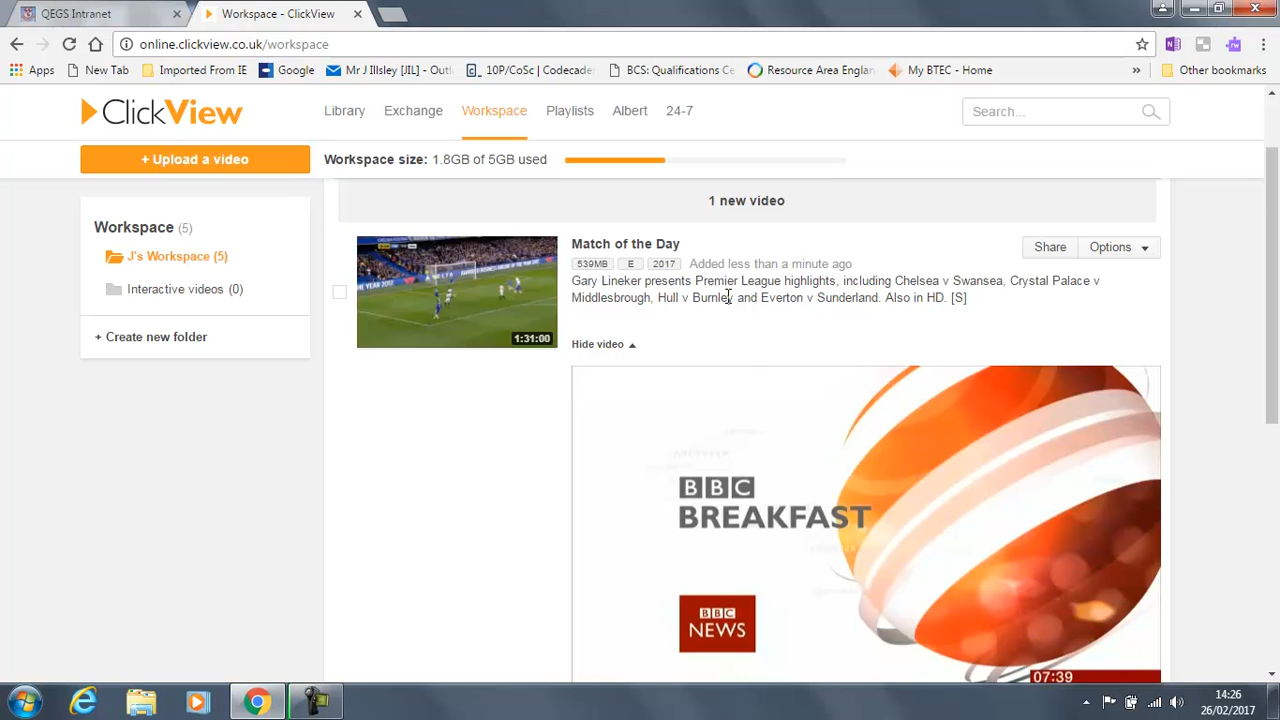 QEGS Intranet
Workspace - ClickView
online.clickview.co.uk/workspace
Apps
New Tab
Imported From IE
Google
Mr J Illsley [JIL] - Outl
10P/CoSc | Codecade
BCS: Qualifications Ce
Resource Area Englan
My BTEC - Home
»
Other bookmarks
ClickView
Library
Exchange
Workspace
Playlists
Albert
24-7
Search...
+ Upload a video
Workspace size: 1.8GB of 5GB used
Workspace (5)
J's Workspace (5)
Interactive videos (0)
+ Create new folder
1 new video
Match of the Day
Share
Options
539MB
E
2017
Added less than a minute ago
Gary Lineker presents Premier League highlights, including Chelsea v Swansea, Crystal Palace v
Middlesbrough, Hull v Burnley and Everton v Sunderland. Also in HD. [S]
1:31:00
Hide video
BBC
BREAKFAST
BBC
NEWS
07:39
14:26
26/02/2017